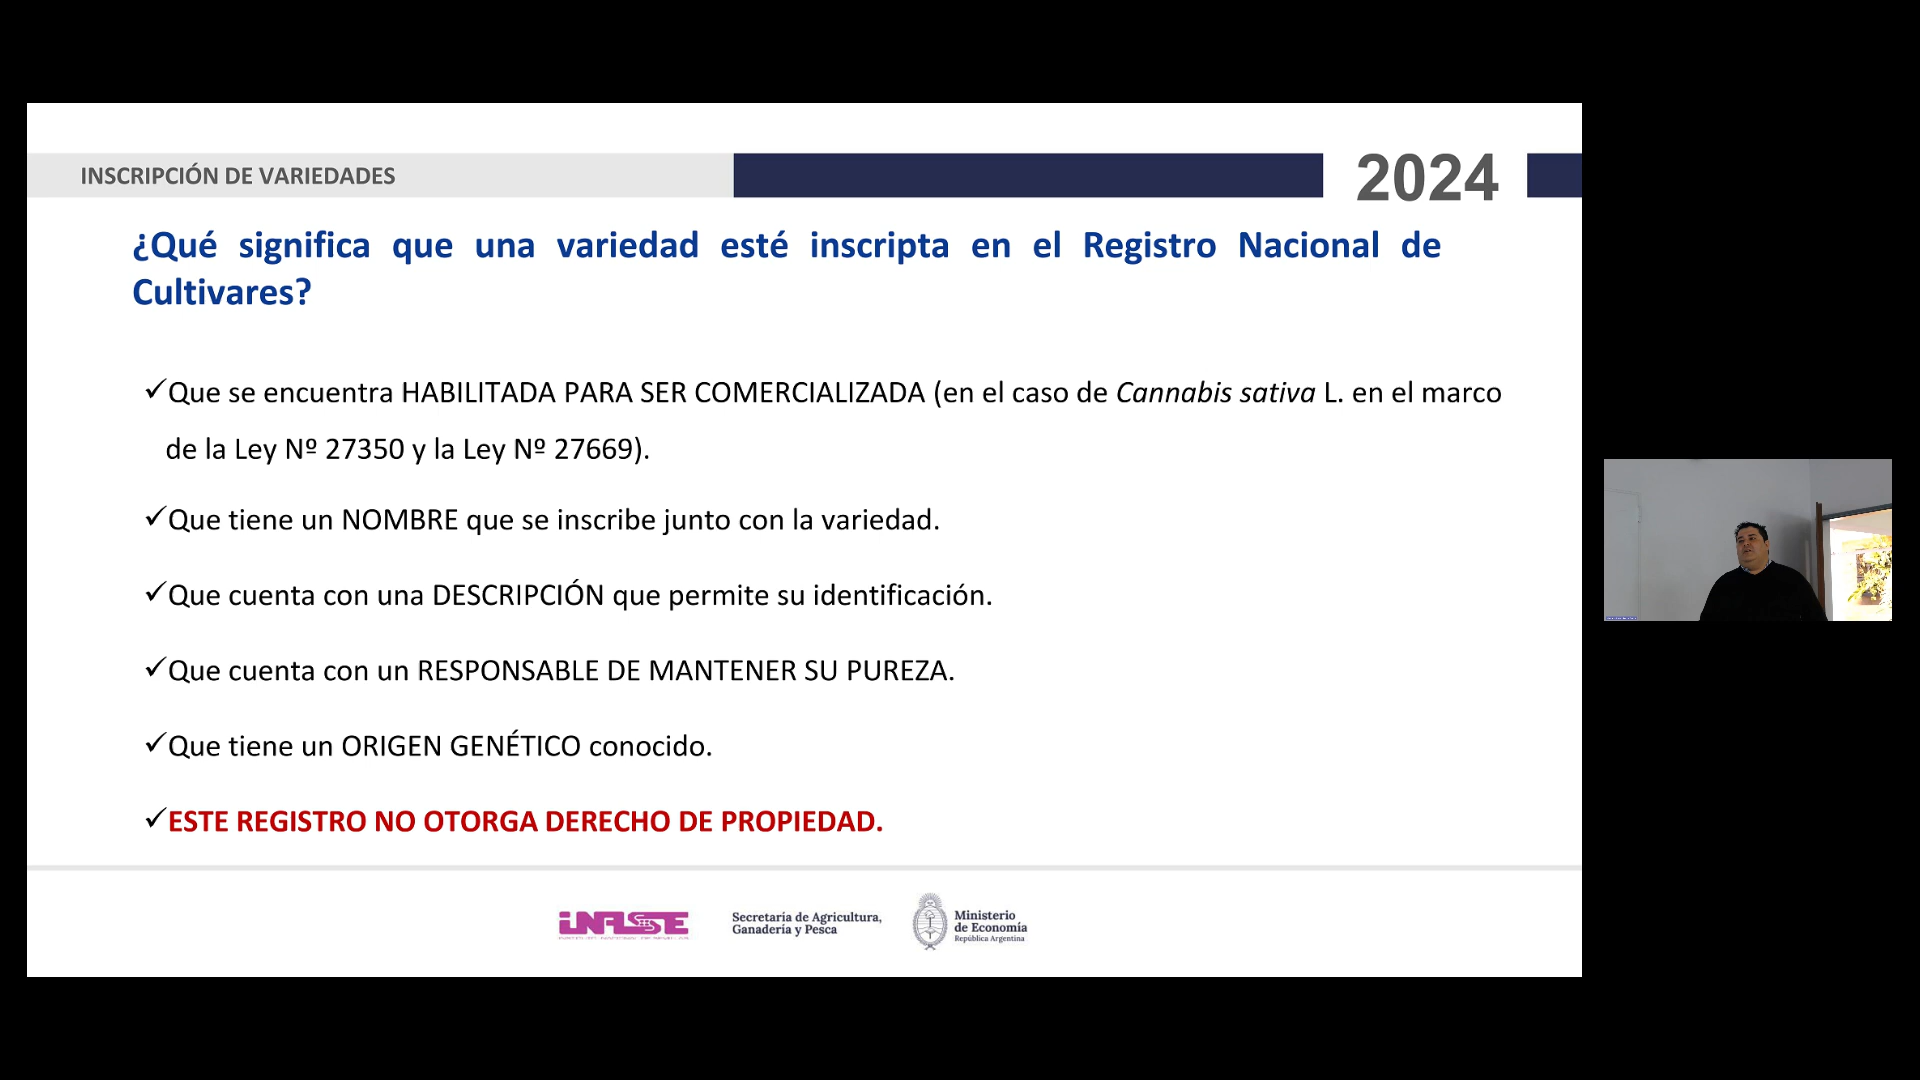 INSCRIPCIÓN DE VARIEDADES
2024
¿Qué significa que una variedad esté inscripta en el Registro Nacional de
Cultivares?
✓Que se encuentra HABILITADA PARA SER COMERCIALIZADA (en el caso de Cannabis sativa L. en el marco
de la Ley Nº 27350 y la Ley Nº 27669).
✓Que tiene un NOMBRE que se inscribe junto con la variedad.
✓Que cuenta con una DESCRIPCIÓN que permite su identificación.
✓Que cuenta con un RESPONSABLE DE MANTENER SU PUREZA.
✓Que tiene un ORIGEN GENÉTICO conocido.
✓ESTE REGISTRO NO OTORGA DERECHO DE PROPIEDAD.
INASE
Secretaría de Agricultura,
Ganadería y Pesca
Ministerio
de Economía
República Argentina